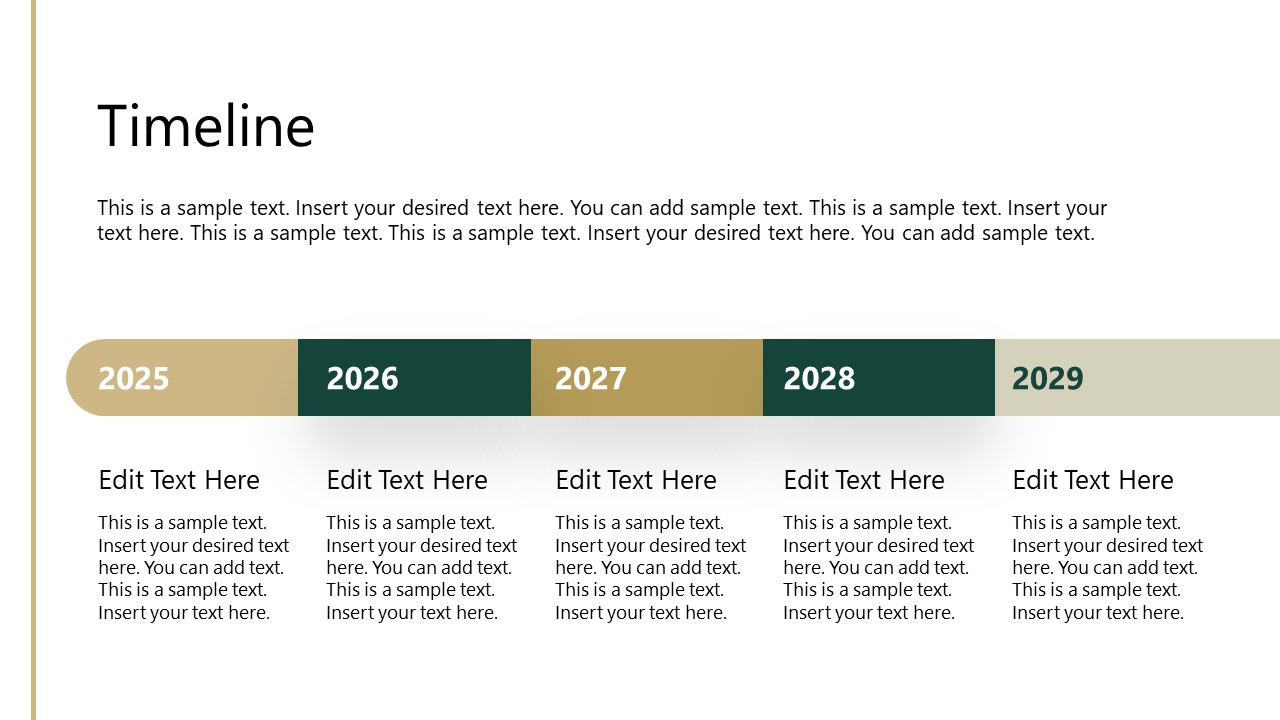 Timeline
This is a sample text. Insert your desired text here. You can add sample text. This is a sample text. Insert your
text here. This is a sample text. This is a sample text. Insert your desired text here. You can add sample text.
2025
2026
2027
2028
2029
Edit Text Here
This is a sample text.
Insert your desired text
here. You can add text.
This is a sample text.
Insert your text here.
Edit Text Here
This is a sample text.
Insert your desired text
here. You can add text.
This is a sample text.
Insert your text here.
Edit Text Here
This is a sample text.
Insert your desired text
here. You can add text.
This is a sample text.
Insert your text here.
Edit Text Here
This is a sample text.
Insert your desired text
here. You can add text.
This is a sample text.
Insert your text here.
Edit Text Here
This is a sample text.
Insert your desired text
here. You can add text.
This is a sample text.
Insert your text here.